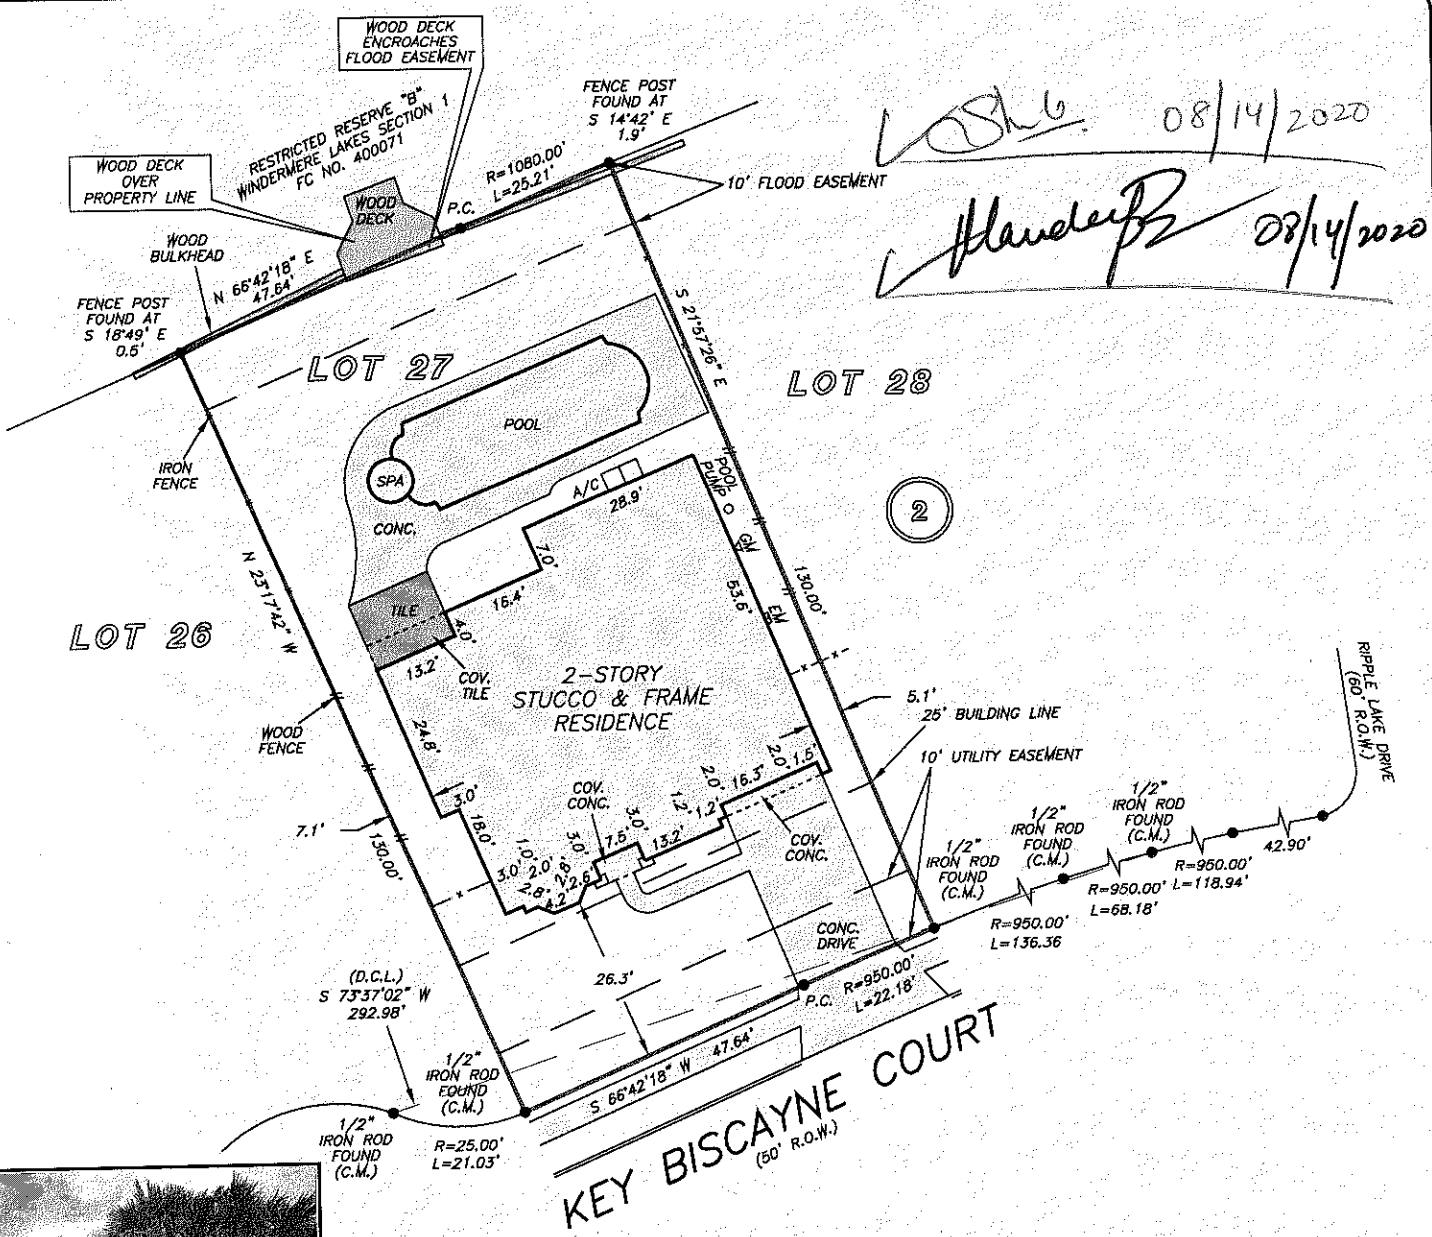 WOOD DECK
ENCROACHES
FLOOD EASEMENT
FENCE POST
FOUND AT
S 14°42' E
1.9'
08/14/2020
08/14/2020
RESTRICTED RESERVE "B"
WINDERMERE LAKES SECTION 1
FC NO. 400071
WOOD DECK
OVER
PROPERTY LINE
WOOD
DECK
R=1080.00'
L=25.21'
P.C.
10' FLOOD EASEMENT
WOOD
BULKHEAD
N 66°42'18" E
47.64'
FENCE POST
FOUND AT
S 18°49' E
0.5'
S 21°57'26" E
LOT 27
LOT 28
POOL
IRON
FENCE
SPA
A/C
28.9'
POOL
PUMP
2
CONC.
GM
7.0'
N 23°17'42" W
130.00'
53.6'
EM
16.4'
TILE
4.0'
LOT 26
13.2'
COV.
TILE
2-STORY
STUCCO & FRAME
RESIDENCE
RIPPLE LAKE DRIVE
(60' R.O.W.)
5.1'
25' BUILDING LINE
WOOD
FENCE
24.8'
10' UTILITY EASEMENT
2.0'
1.5'
16.3'
2.0'
COV.
CONC.
3.0'
1.2'
1.2'
1/2"
IRON ROD
FOUND
(C.M.)
1/2"
IRON ROD
FOUND
(C.M.)
1/2"
IRON ROD
FOUND
(C.M.)
7.1'
130.00'
18.0'
3.0'
7.5'
13.2'
COV.
CONC.
42.90'
1.0'
3.0'
2.0'
2.8'
3.0'
2.8'
4.2'
2.6'
R=950.00'
L=118.94'
R=950.00'
L=68.18'
R=950.00'
L=136.36
CONC.
DRIVE
26.3'
(D.C.L.)
S 73°37'02" W
292.98'
P.C.
R=950.00'
L=22.18'
1/2"
IRON ROD
FOUND
(C.M.)
S 66°42'18" W 47.64'
1/2"
IRON ROD
FOUND
(C.M.)
R=25.00'
L=21.03'
KEY BISCAYNE COURT
(50' R.O.W.)